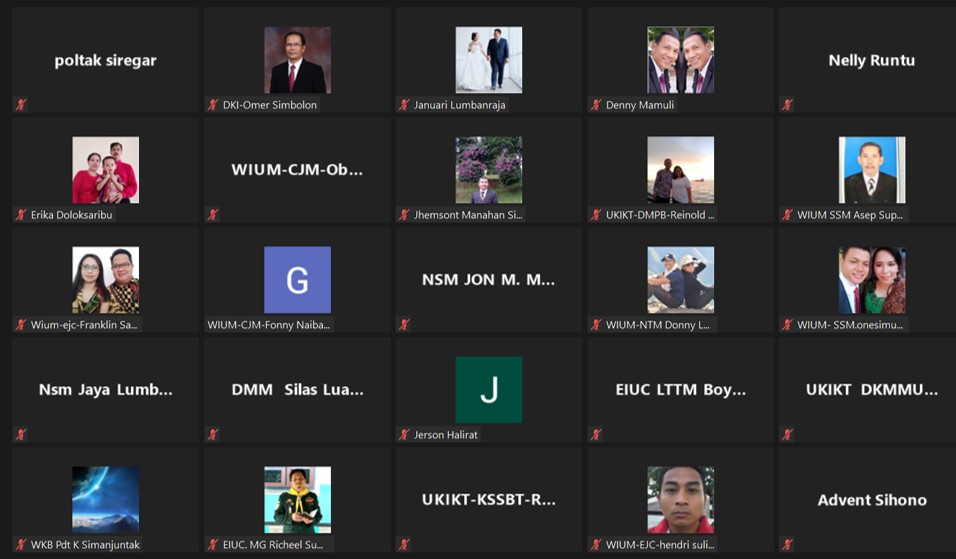 poltak siregar
DKI-Omer Simbolon
Januari Lumbanraja
Denny Mamuli
Nelly Runtu
Erika Doloksaribu
WIUM-CJM-Ob...
Jhemsont Manahan Si...
UKIKT-DMPB-Reinold ...
WIUM SSM Asep Sup...
Wium-ejc-Franklin Sa...
G
WIUM-CJM-Fonny Naiba...
NSM JON M. M...
WIUM-NTM Donny L...
WIUM- SSM.onesimu...
Nsm Jaya Lumb...
DMM Silas Lua...
J
Jerson Halirat
EIUC LTTM Boy...
UKIKT DKMMU...
WKB Pdt K Simanjuntak
EIUC. MG Richeel Su...
UKIKT-KSSBT-R...
WIUM-EJC-hendri suli...
Advent Sihono